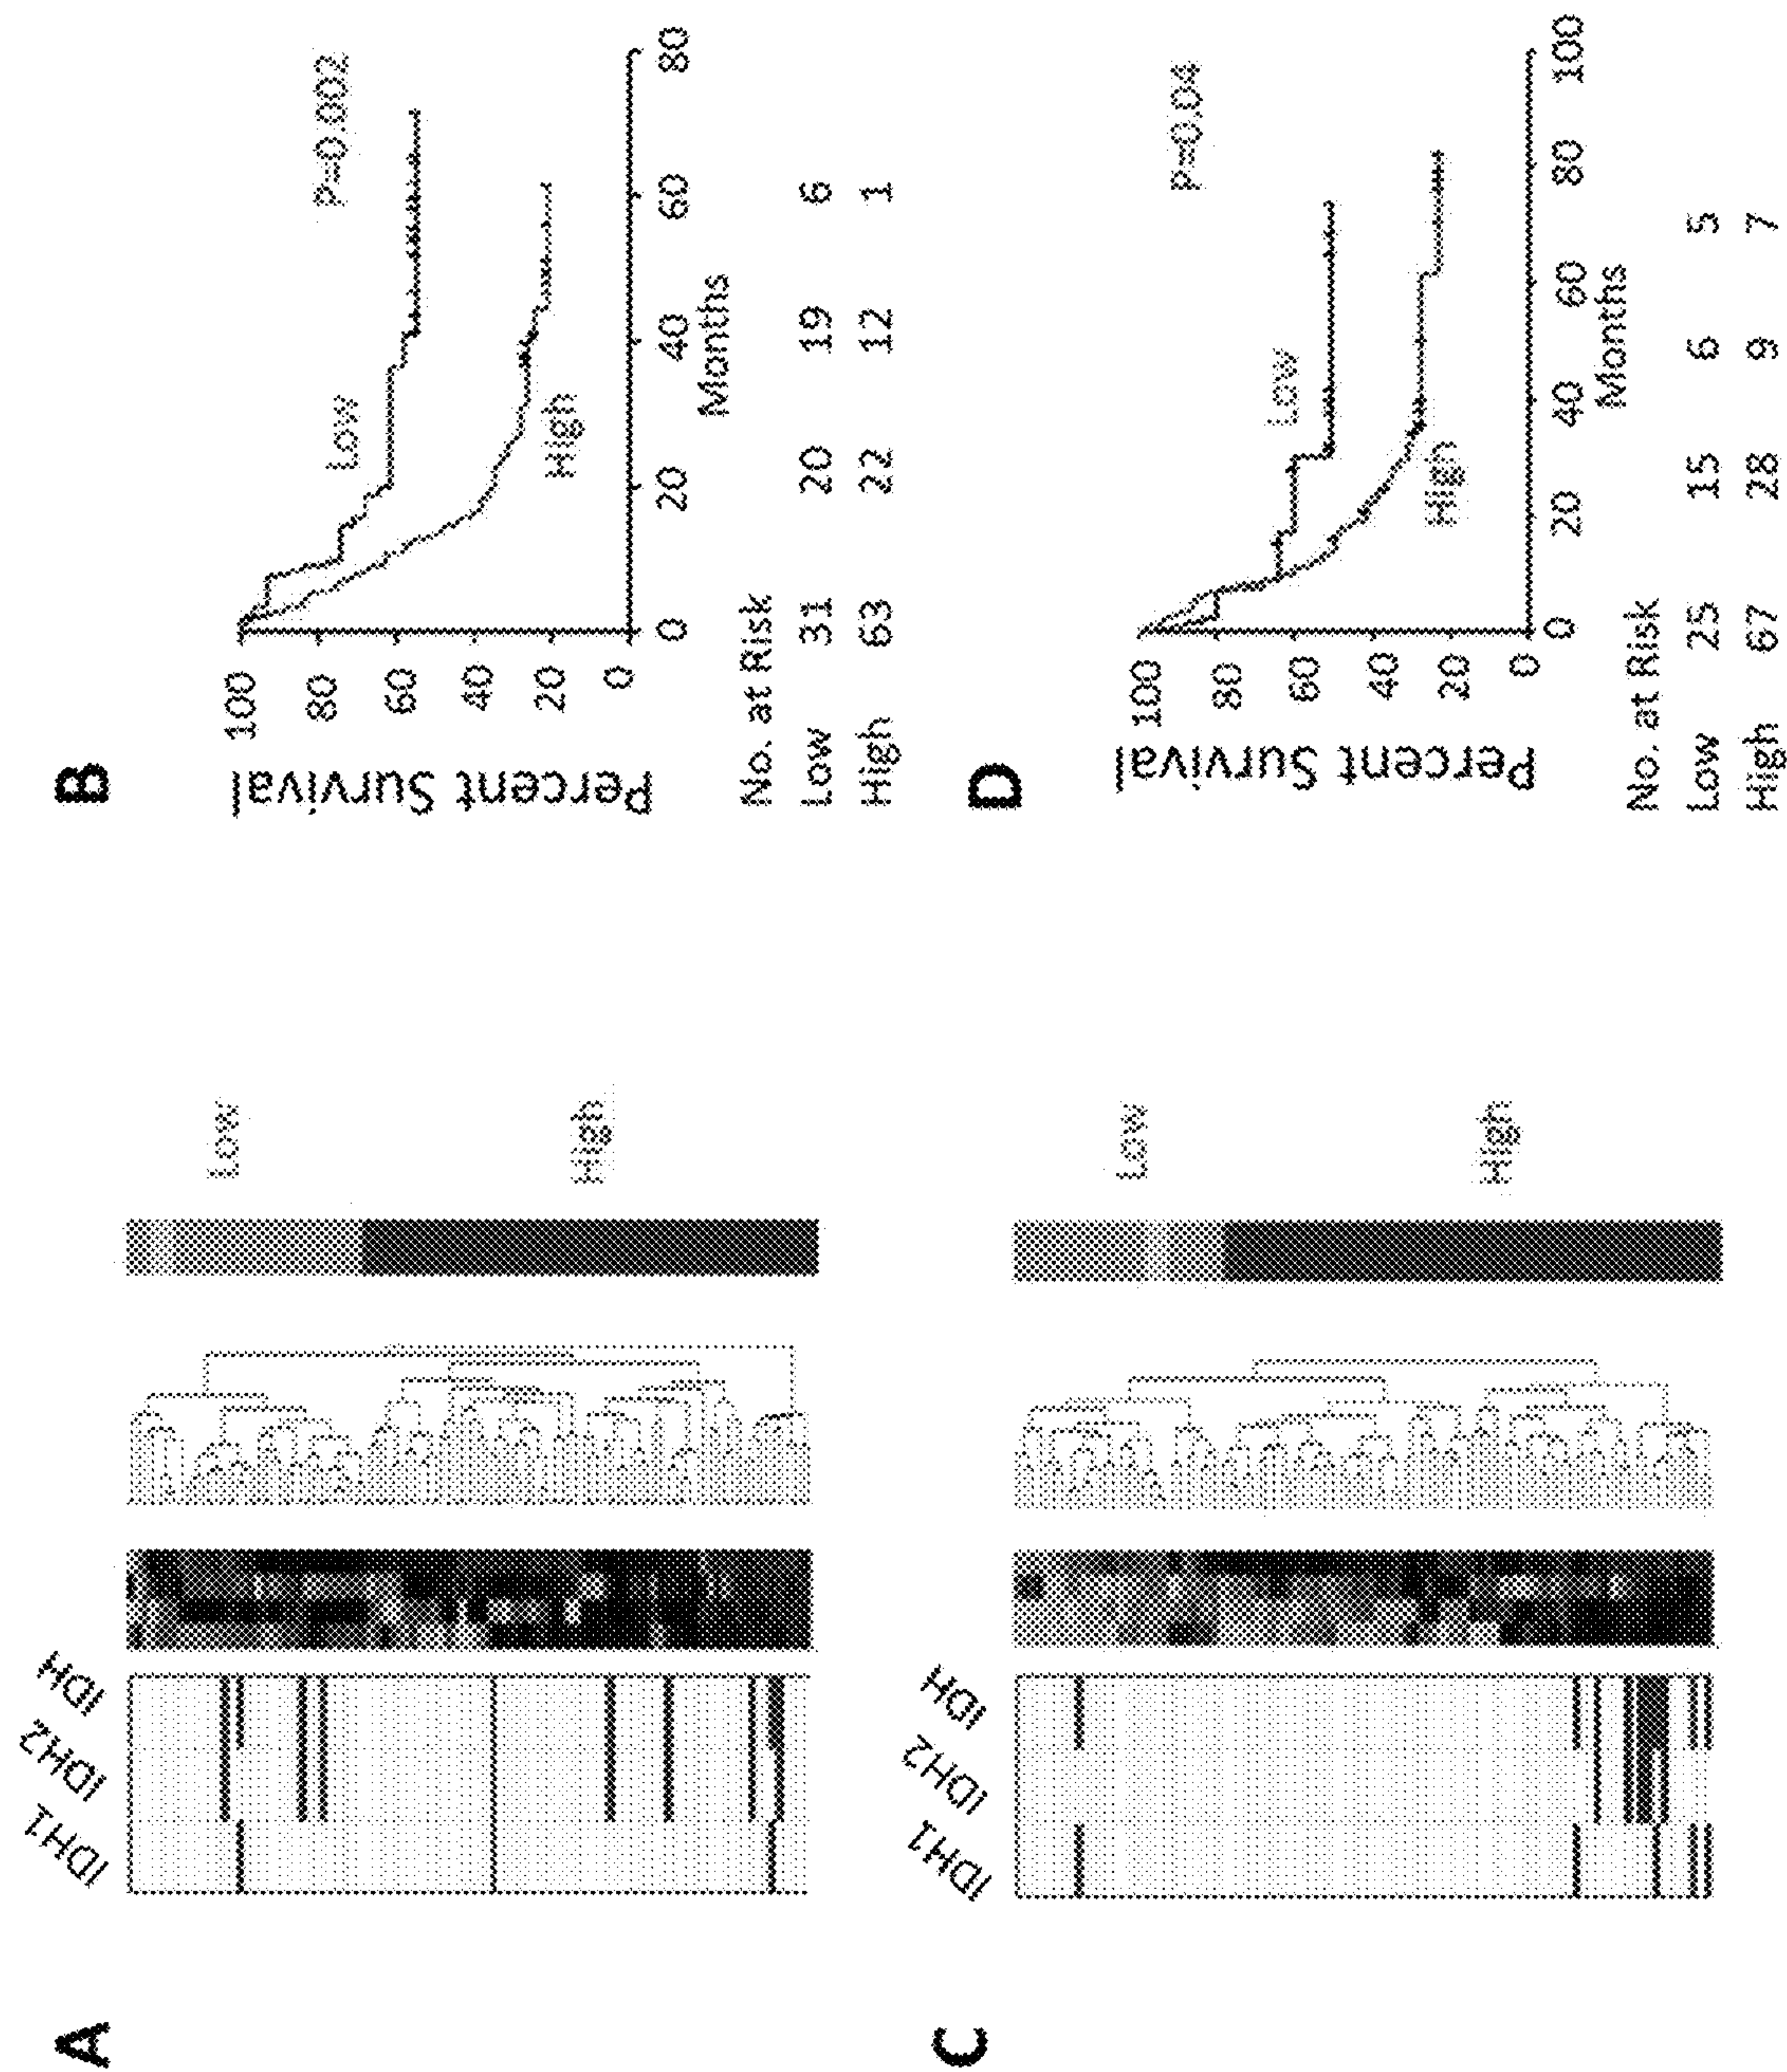 A
IDH1
IDH2
IDH
Low
High
B
Percent Survival
100
80
60
40
20
0
P=0.002
Low
High
0 20 40 60 80
Months
No. at Risk
Low 31 20 19 6
High 63 22 12 1
C
IDH1
IDH2
IDH
Low
High
D
Percent Survival
100
80
60
40
20
0
P=0.04
Low
High
0 20 40 60 80 100
Months
No. at Risk
Low 25 15 6 5
High 67 28 9 7